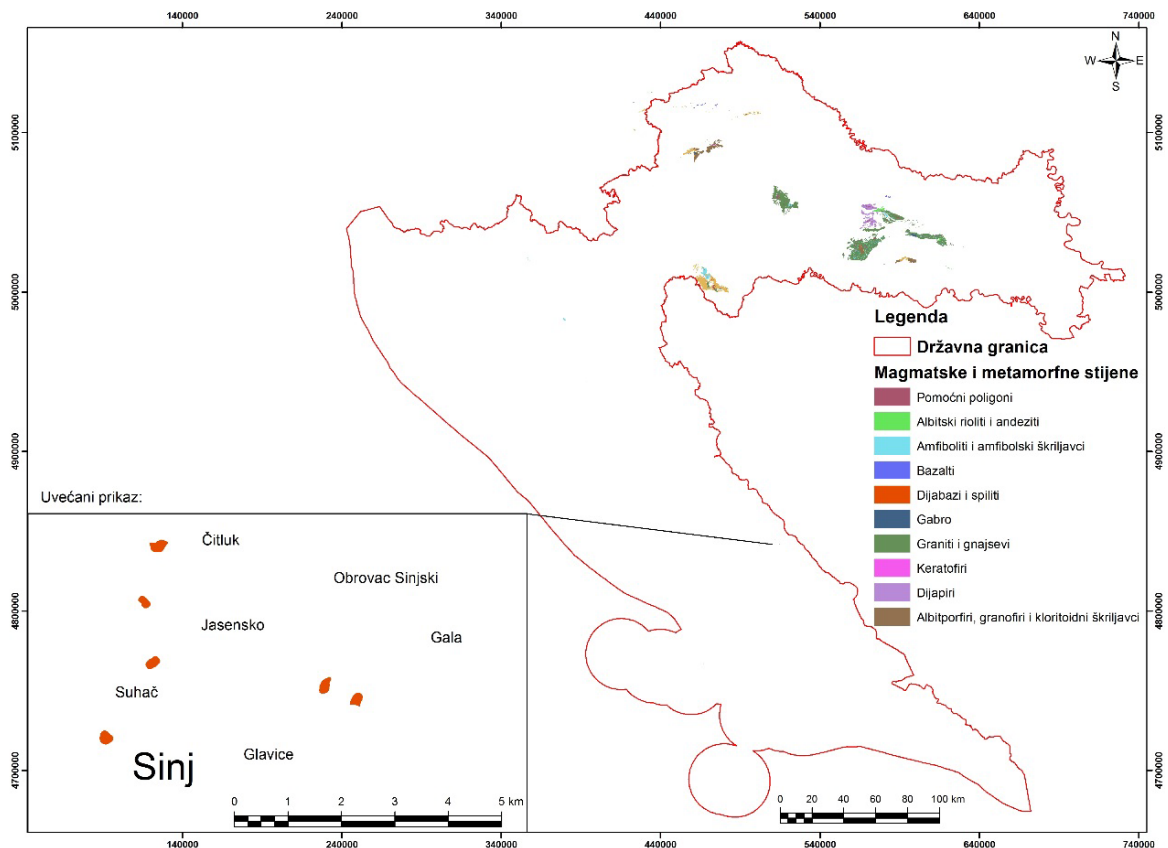 140000 240000 340000 440000 540000 640000 740000
N
W E
S
5100000 5100000
5000000 5000000
Legenda
Državna granica
Magmatske i metamorfne stijene
Pomoćni poligoni
Albitski rioliti i andeziti
Amfiboliti i amfibolski škriljavci
Bazalti
Dijabazi i spiliti
Gabro
Graniti i gnajsevi
Keratofiri
Dijapiri
Albitporfiri, granofiri i kloritoidni škriljavci
4900000 4900000
Uvećani prikaz:
Čitluk
Obrovac Sinjski
Jasensko
Gala
Suhač
Glavice
Sinj
0 1 2 3 4 5 km
4800000 4800000
4700000 4700000
0 20 40 60 80 100 km
140000 240000 340000 440000 540000 640000 740000